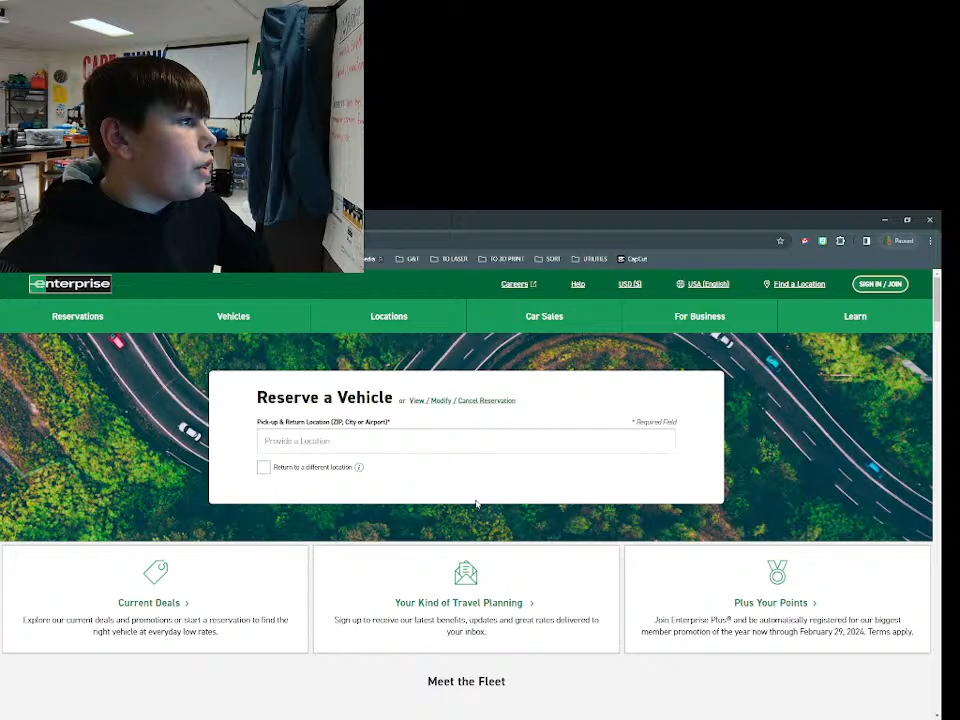 CARE
Paused
G&T
TO LASER
TO 3D PRINT
SORT
UTILITIES
CapCut
enterprise
Careers
Help
USD ($)
USA (English)
Find a Location
SIGN IN / JOIN
Reservations
Vehicles
Locations
Car Sales
For Business
Learn
Reserve a Vehicle or View / Modify / Cancel Reservation
Pick-up & Return Location (ZIP, City or Airport)*
* Required Field
Provide a Location
Return to a different location
Current Deals >
Explore our current deals and promotions or start a reservation to find the
right vehicle at everyday low rates.
Your Kind of Travel Planning >
Sign up to receive our latest benefits, updates and great rates delivered to
your inbox.
Plus Your Points >
Join Enterprise Plus® and be automatically registered for our biggest
member promotion of the year now through February 29, 2024. Terms apply.
Meet the Fleet